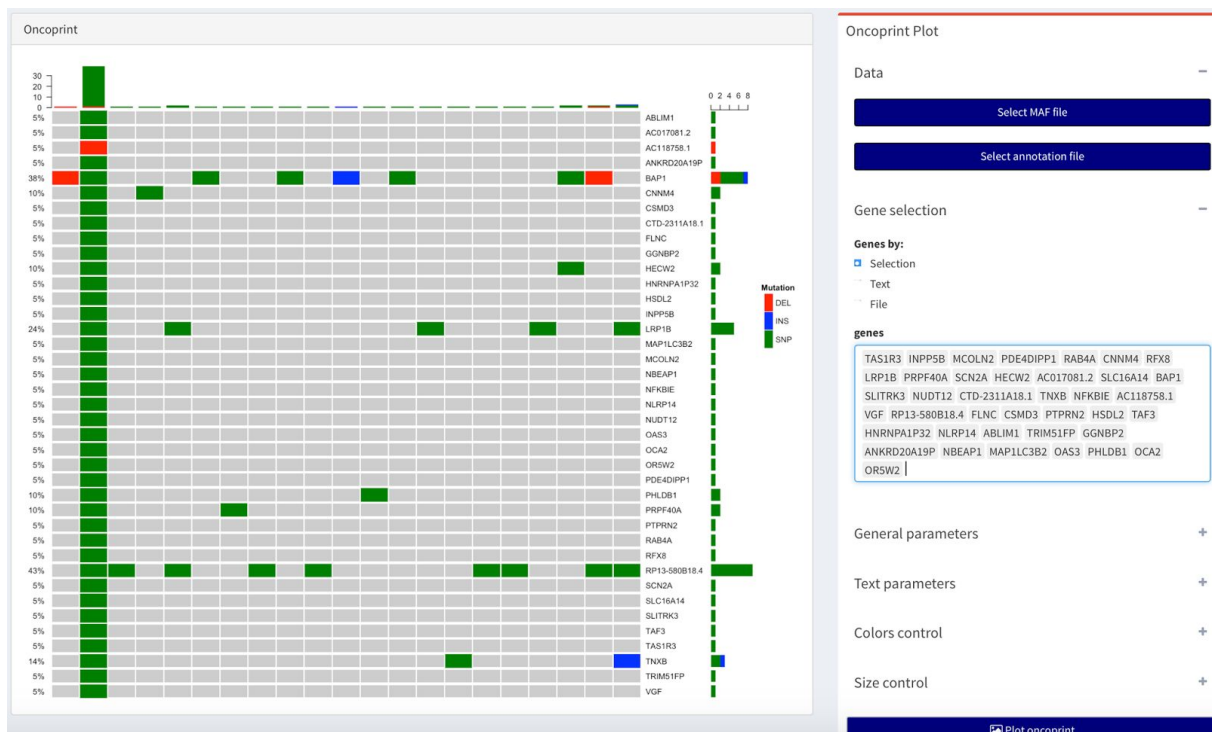 Oncoprint
30
20
10
0
0 2 4 6 8
5% ABLIM1
5% AC017081.2
5% AC118758.1
5% ANKRD20A19P
38% BAP1
10% CNNM4
5% CSMD3
5% CTD-2311A18.1
5% FLNC
5% GGNBP2
10% HECW2
5% HNRNPA1P32
5% HSDL2
5% INPP5B
24% LRP1B
5% MAP1LC3B2
5% MCOLN2
5% NBEAP1
5% NFKBIE
5% NLRP14
5% NUDT12
5% OAS3
5% OCA2
5% OR5W2
5% PDE4DIPP1
10% PHLDB1
10% PRPF40A
5% PTPRN2
5% RAB4A
5% RFX8
43% RP13-580B18.4
5% SCN2A
5% SLC16A14
5% SLITRK3
5% TAF3
5% TAS1R3
14% TNXB
5% TRIM51FP
5% VGF
Mutation
DEL
INS
SNP
Oncoprint Plot
Data −
Select MAF file
Select annotation file
Gene selection −
Genes by:
Selection
Text
File
genes
TAS1R3 INPP5B MCOLN2 PDE4DIPP1 RAB4A CNNM4 RFX8
LRP1B PRPF40A SCN2A HECW2 AC017081.2 SLC16A14 BAP1
SLITRK3 NUDT12 CTD-2311A18.1 TNXB NFKBIE AC118758.1
VGF RP13-580B18.4 FLNC CSMD3 PTPRN2 HSDL2 TAF3
HNRNPA1P32 NLRP14 ABLIM1 TRIM51FP GGNBP2
ANKRD20A19P NBEAP1 MAP1LC3B2 OAS3 PHLDB1 OCA2
OR5W2
General parameters +
Text parameters +
Colors control +
Size control +
Plot oncoprint